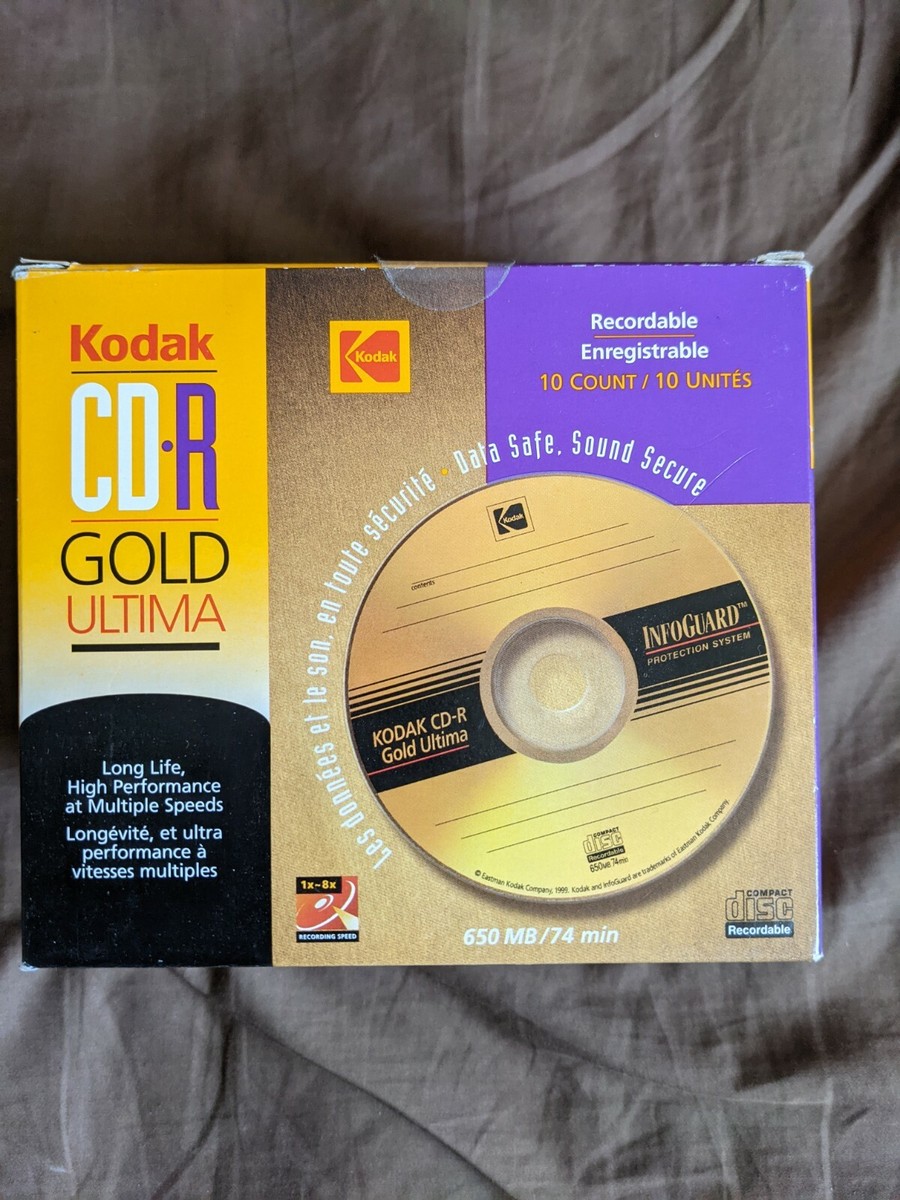 Kodak
CD·R
GOLD
ULTIMA
Long Life,
High Performance
at Multiple Speeds
Longévité, et ultra
performance à
vitesses multiples
Kodak
Recordable
Enregistrable
10 COUNT / 10 UNITÉS
Les données et le son, en toute sécurité · Data Safe, Sound Secure
Kodak
contents
INFOGUARD™
PROTECTION SYSTEM
KODAK CD-R
Gold Ultima
COMPACT
disc
Recordable
650MB 74min
© Eastman Kodak Company, 1999. Kodak and InfoGuard are trademarks of Eastman Kodak Company.
1x~8x
RECORDING SPEED
650 MB/74 min
COMPACT
disc
Recordable